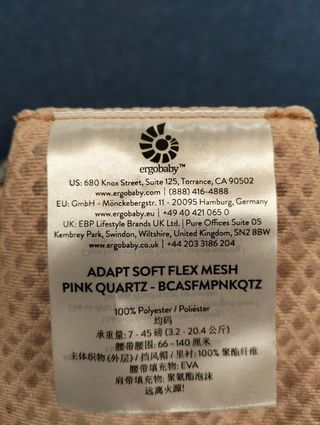 ergobaby™
US: 680 Knox Street, Suite 125, Torrance, CA 90502
www.ergobaby.com | (888) 416-4888
EU: GmbH - Mönckebergstr. 11 - 20095 Hamburg, Germany
www.ergobaby.eu | +49 40 421 065 0
UK: EBP Lifestyle Brands UK Ltd. | Pure Offices Suite 05
Kembrey Park, Swindon, Wiltshire, United Kingdom, SN2 8BW
www.ergobaby.co.uk | +44 203 3186 204
ADAPT SOFT FLEX MESH
PINK QUARTZ - BCASFMPNKQTZ
100% Polyester / Poliéster
均码
承重量: 7 - 45 磅 (3.2 - 20.4 公斤)
腰带腰围: 66 - 140 厘米
主体织物 (外层) / 挡风帽 / 里衬: 100% 聚酯纤维
腰带填充物: EVA
肩带填充物: 聚氨酯泡沫
远离火源!